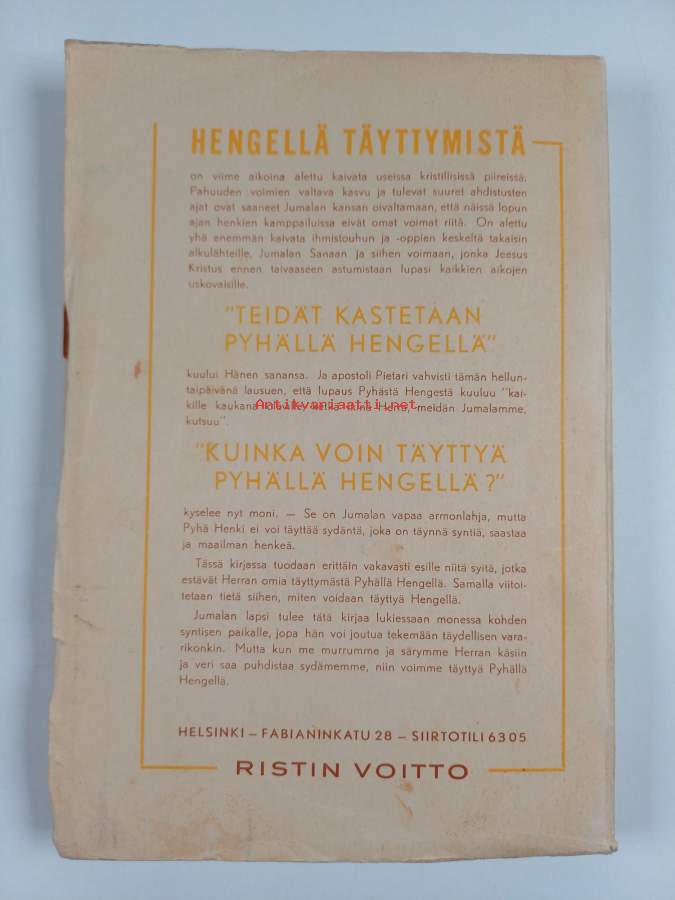 HENGELLÄ TÄYTTYMISTÄ
on viime aikoina alettu kaivata useissa kristillisissä piireissä.
Pahuuden voimien valtava kasvu ja tulevat suuret ahdistusten
ajat ovat saaneet Jumalan kansan oivaltamaan, että näissä lopun
ajan henkien kamppailuissa eivät omat voimat riitä. On alettu
yhä enemmän kaivata ihmistouhun ja -oppien keskeltä takaisin
alkulähteille, Jumalan Sanaan ja siihen voimaan, jonka Jeesus
Kristus ennen taivaaseen astumistaan lupasi kaikkien aikojen
uskovaisille.
"TEIDÄT KASTETAAN
PYHÄLLÄ HENGELLÄ"
kuului Hänen sanansa. Ja apostoli Pietari vahvisti tämän hellun-
taipäivänä lausuen, että lupaus Pyhästä Hengestä kuuluu "kai-
kille kaukana Herra, meidän Jumalamme,
Antikvariaatti.net
kutsuu".
"KUINKA VOIN TÄYTTYÄ
PYHÄLLÄ HENGELLÄ?"
kyselee nyt moni. — Se on Jumalan vapaa armonlahja, mutta
Pyhä Henki ei voi täyttää sydäntä, joka on täynnä syntiä, saastaa
ja maailman henkeä.
Tässä kirjassa tuodaan erittäin vakavasti esille niitä syitä, jotka
estävät Herran omia täyttymästä Pyhällä Hengellä. Samalla viitoi-
tetaan tietä siihen, miten voidaan täyttyä Hengellä.
Jumalan lapsi tulee tätä kirjaa lukiessaan monessa kohden
syntisen paikalle, jopa hän voi joutua tekemään täydellisen vara-
rikonkin. Mutta kun me murrumme ja särymme Herran käsiin
ja veri saa puhdistaa sydämemme, niin voimme täyttyä Pyhällä
Hengellä.
HELSINKI — FABIANINKATU 28 — SIIRTOTILI 6305
RISTIN VOITTO